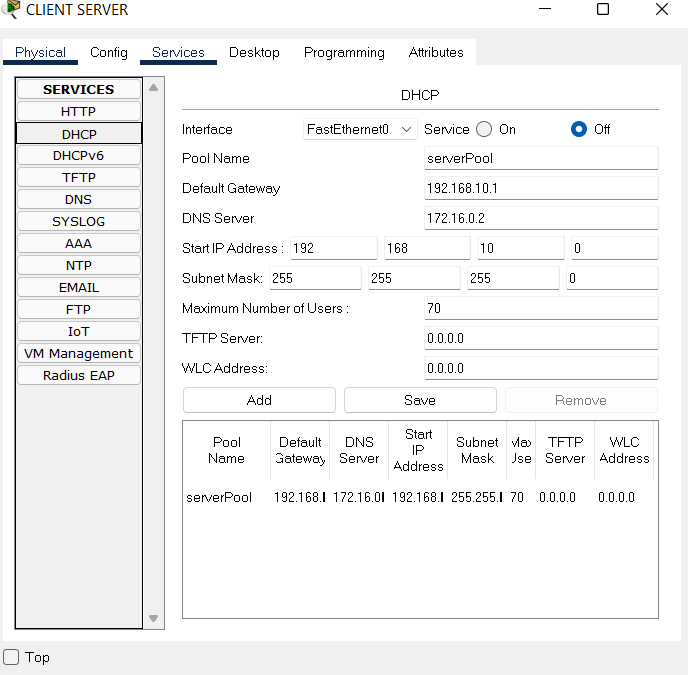 CLIENT SERVER
Physical Config Services Desktop Programming Attributes
SERVICES
HTTP
DHCP
DHCPv6
TFTP
DNS
SYSLOG
AAA
NTP
EMAIL
FTP
IoT
VM Management
Radius EAP
DHCP
Interface FastEthernet0 Service On Off
Pool Name serverPool
Default Gateway 192.168.10.1
DNS Server 172.16.0.2
Start IP Address : 192 168 10 0
Subnet Mask: 255 255 255 0
Maximum Number of Users : 70
TFTP Server: 0.0.0.0
WLC Address: 0.0.0.0
Add Save Remove
Pool Name Default Gateway DNS Server Start IP Address Subnet Mask TFTP Server WLC Address
serverPool 192.168. 172.16.0 192.168. 255.255. 70 0.0.0.0 0.0.0.0
Top